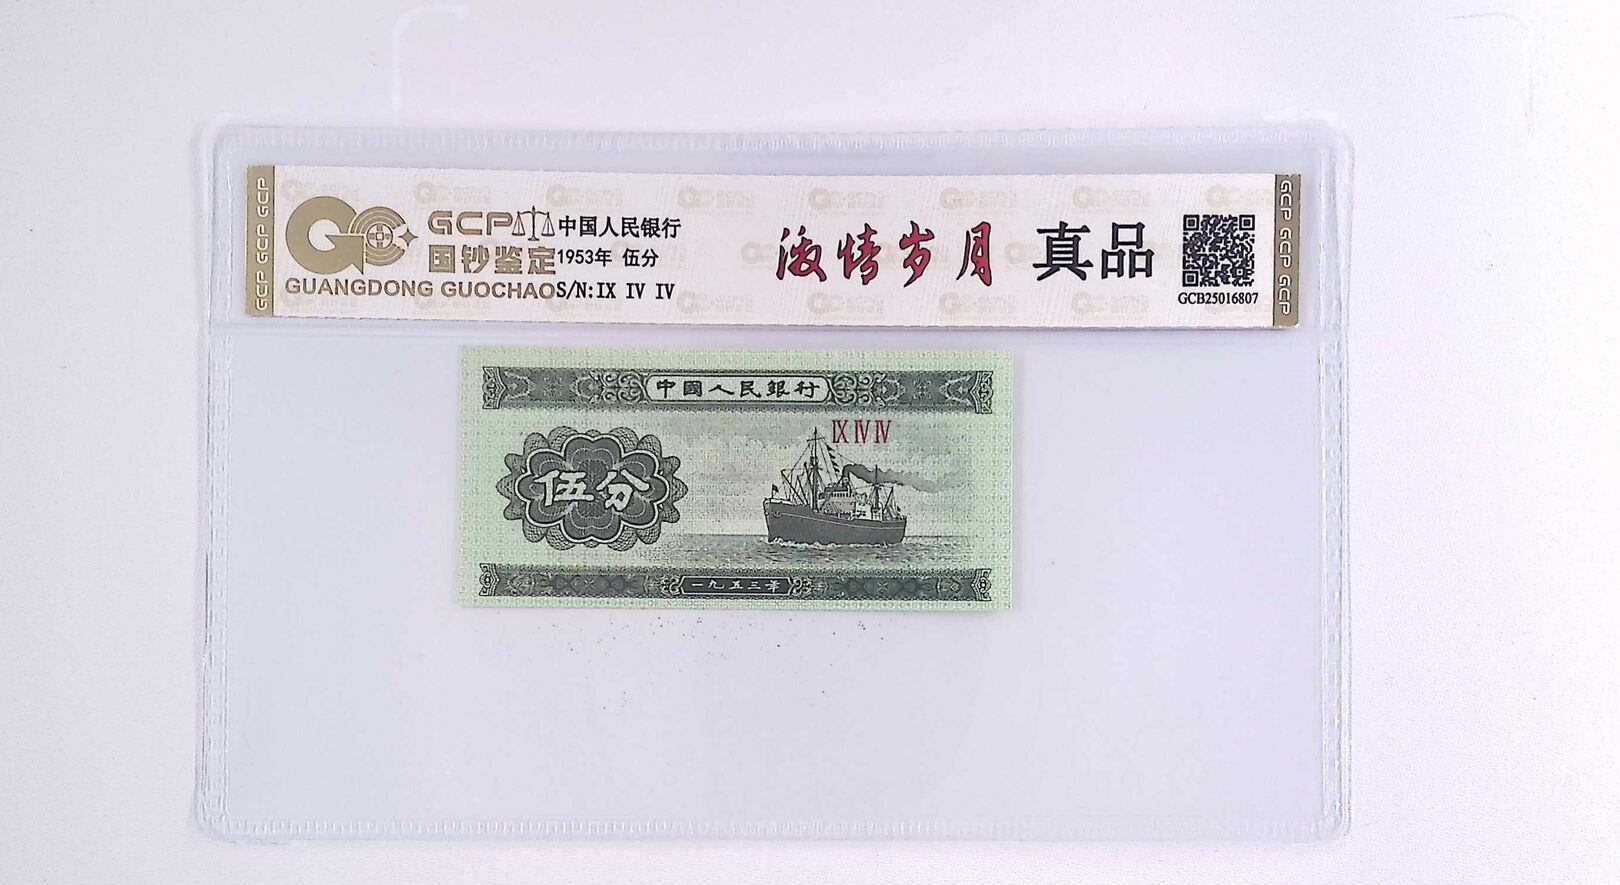 GCP GCP GCP
GCP
国钞鉴定
GUANGDONG GUOCHAO
中国人民银行
1953年 伍分
S/N:IX IV IV
激情岁月
真品
GCB25016807
GCP GCP GCP
中國人民銀行
IX IV IV
伍分
一九五三年